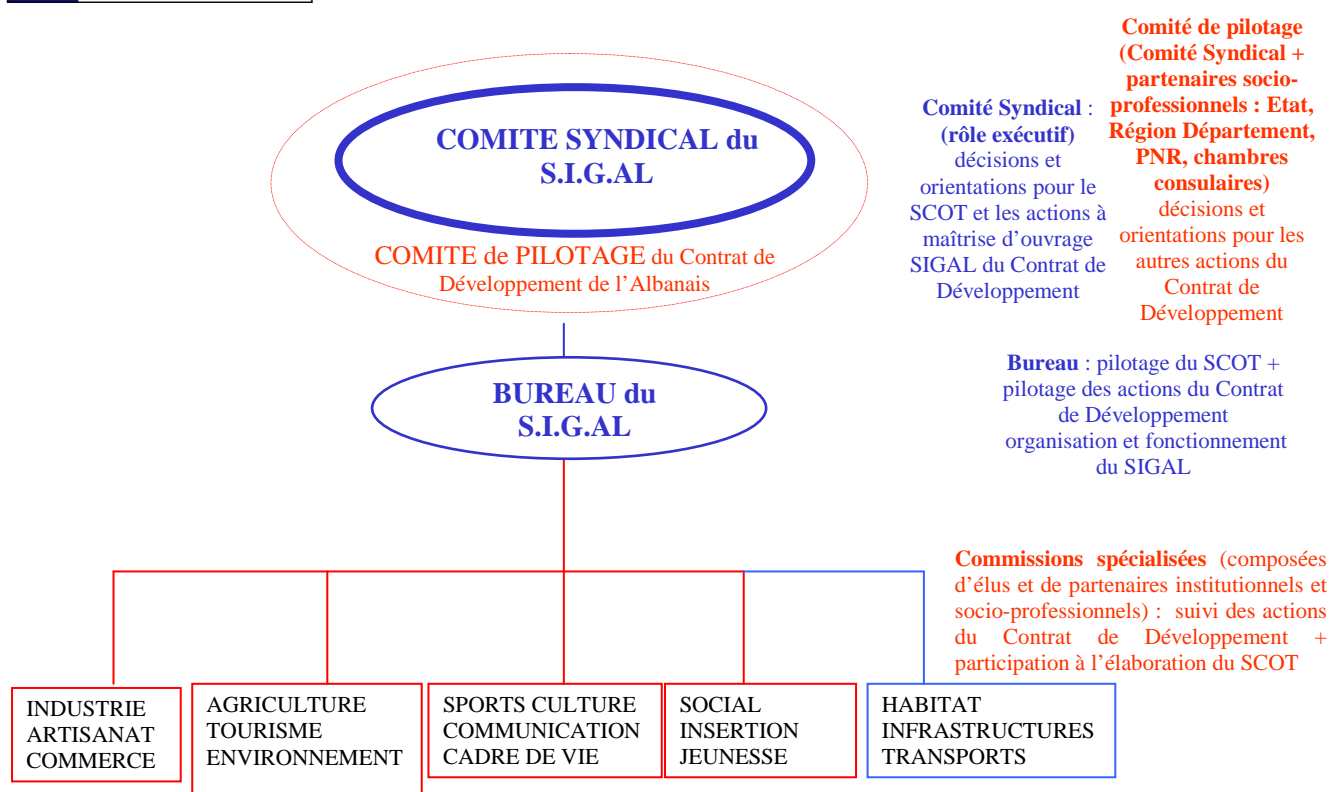 COMITE SYNDICAL du
S.I.G.AL
COMITE de PILOTAGE du Contrat de
Développement de l'Albanais
Comité Syndical :
(rôle exécutif)
décisions et
orientations pour le
SCOT et les actions à
maîtrise d'ouvrage
SIGAL du Contrat de
Développement
Comité de pilotage
(Comité Syndical +
partenaires socio-
professionnels : Etat,
Région Département,
PNR, chambres
consulaires)
décisions et
orientations pour les
autres actions du
Contrat de
Développement
BUREAU du
S.I.G.AL
Bureau : pilotage du SCOT +
pilotage des actions du Contrat
de Développement
organisation et fonctionnement
du SIGAL
Commissions spécialisées (composées
d'élus et de partenaires institutionnels et
socio-professionnels) : suivi des actions
du Contrat de Développement +
participation à l'élaboration du SCOT
INDUSTRIE
ARTISANAT
COMMERCE
AGRICULTURE
TOURISME
ENVIRONNEMENT
SPORTS CULTURE
COMMUNICATION
CADRE DE VIE
SOCIAL
INSERTION
JEUNESSE
HABITAT
INFRASTRUCTURES
TRANSPORTS